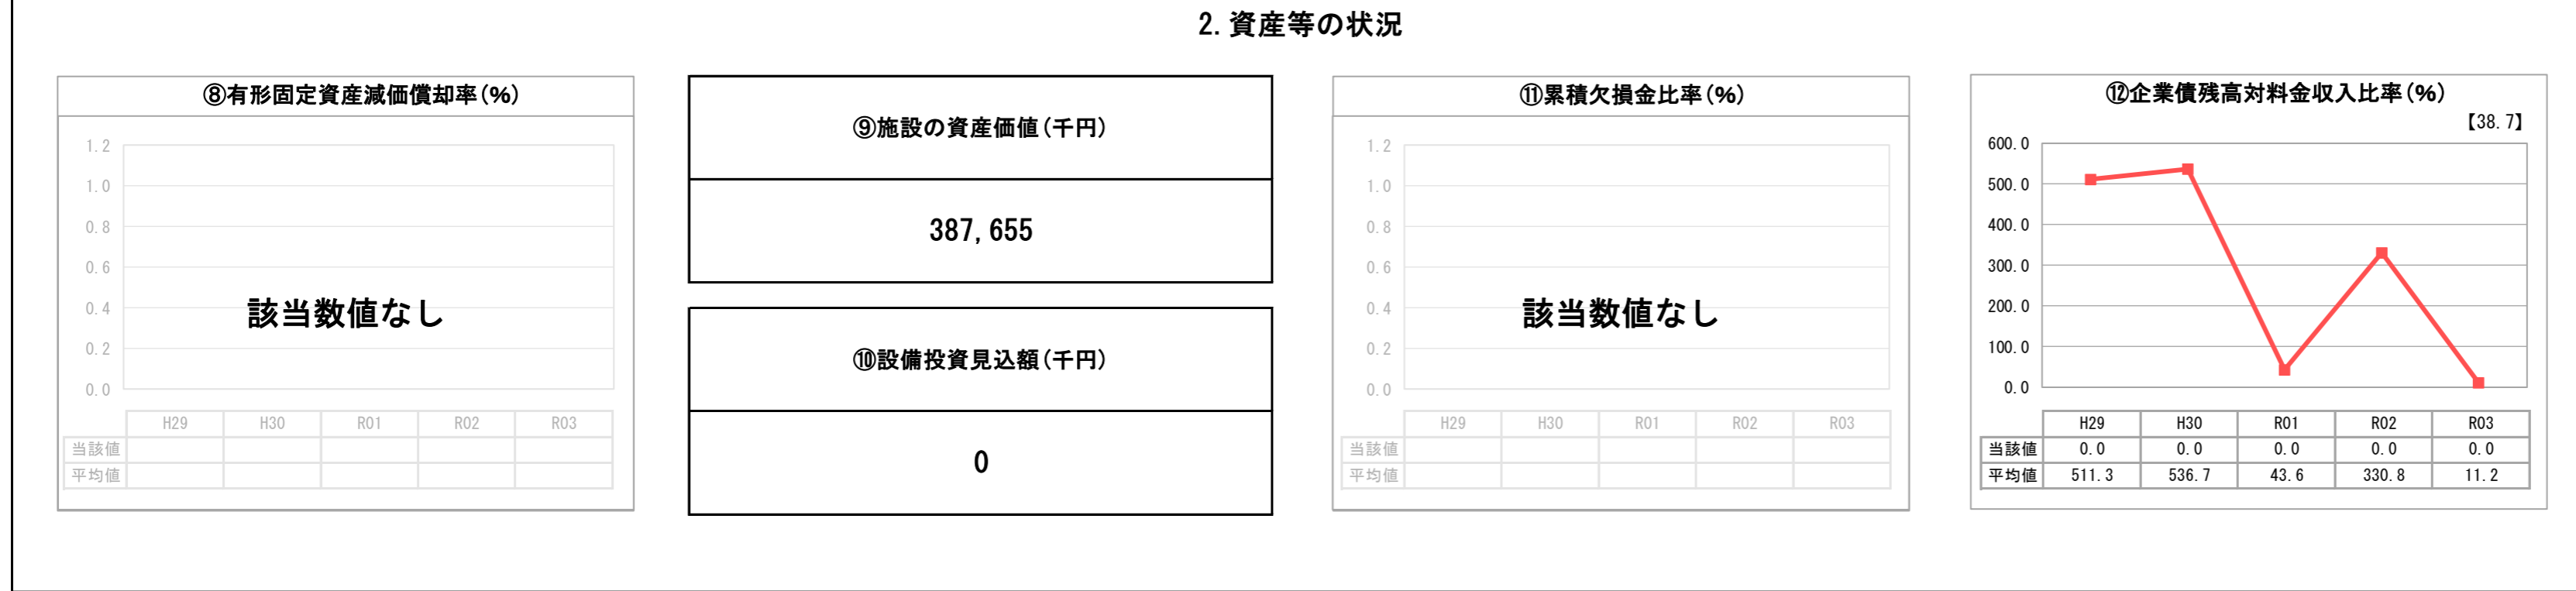 2.資産等の状況
⑧有形固定資産減価償却率(%)
1.2
1.0
0.8
0.6
0.4
0.2
0.0
該当数値なし
H29 H30 R01 R02 R03
当該値
平均値
⑨施設の資産価値(千円)
387,655
⑩設備投資見込額(千円)
0
⑪累積欠損金比率(%)
1.2
1.0
0.8
0.6
0.4
0.2
0.0
該当数値なし
H29 H30 R01 R02 R03
当該値
平均値
⑫企業債残高対料金収入比率(%)
【38.7】
600.0
500.0
400.0
300.0
200.0
100.0
0.0
H29 H30 R01 R02 R03
当該値 0.0 0.0 0.0 0.0 0.0
平均値 511.3 536.7 43.6 330.8 11.2